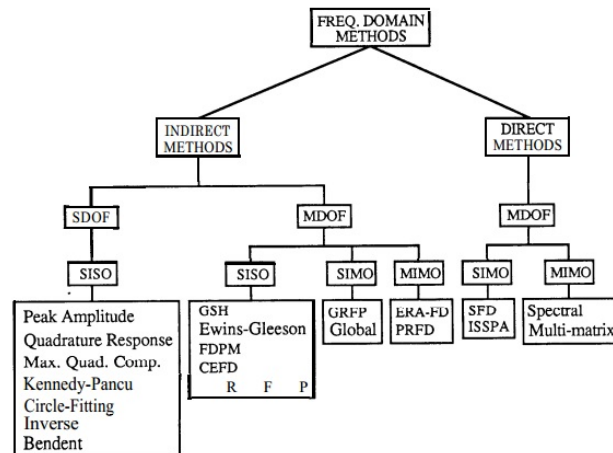 FREQ. DOMAIN
METHODS
INDIRECT
METHODS
DIRECT
METHODS
SDOF
MDOF
MDOF
SISO
SISO
SIMO
MIMO
SIMO
MIMO
Peak Amplitude
Quadrature Response
Max. Quad. Comp.
Kennedy-Pancu
Circle-Fitting
Inverse
Bendent
GSH
Ewins-Gleeson
FDPM
CEFD
R F P
GRFP
Global
ERA-FD
PRFD
SFD
ISSPA
Spectral
Multi-matrix